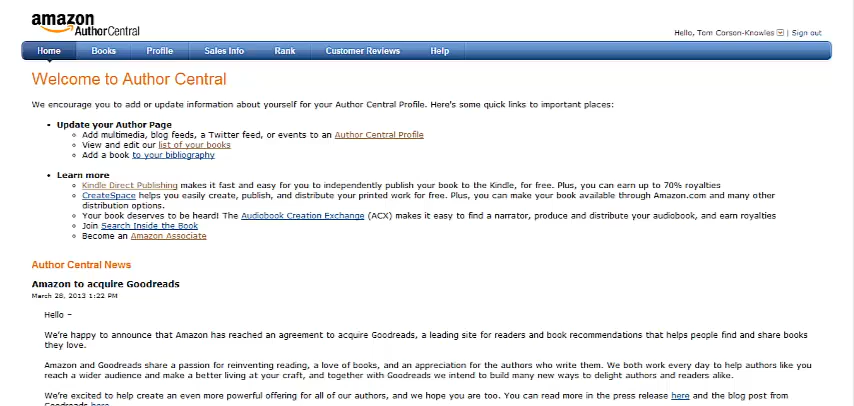 amazon
AuthorCentral
Hello, Tom Corson-Knowles | Sign out
Home Books Profile Sales Info Rank Customer Reviews Help
Welcome to Author Central
We encourage you to add or update information about yourself for your Author Central Profile. Here's some quick links to important places:
• Update your Author Page
Add multimedia, blog feeds, a Twitter feed, or events to an Author Central Profile
View and edit our list of your books
Add a book to your bibliography
• Learn more
Kindle Direct Publishing makes it fast and easy for you to independently publish your book to the Kindle, for free. Plus, you can earn up to 70% royalties
CreateSpace helps you easily create, publish, and distribute your printed work for free. Plus, you can make your book available through Amazon.com and many other
distribution options.
Your book deserves to be heard! The Audiobook Creation Exchange (ACX) makes it easy to find a narrator, produce and distribute your audiobook, and earn royalties
Join Search Inside the Book
Become an Amazon Associate
Author Central News
Amazon to acquire Goodreads
March 28, 2013 1:22 PM
Hello –
We're happy to announce that Amazon has reached an agreement to acquire Goodreads, a leading site for readers and book recommendations that helps people find and share books
they love.
Amazon and Goodreads share a passion for reinventing reading, a love of books, and an appreciation for the authors who write them. We both work every day to help authors like you
reach a wider audience and make a better living at your craft, and together with Goodreads we intend to build many new ways to delight authors and readers alike.
We're excited to help create an even more powerful offering for all of our authors, and we hope you are too. You can read more in the press release here and the blog post from
Goodreads here